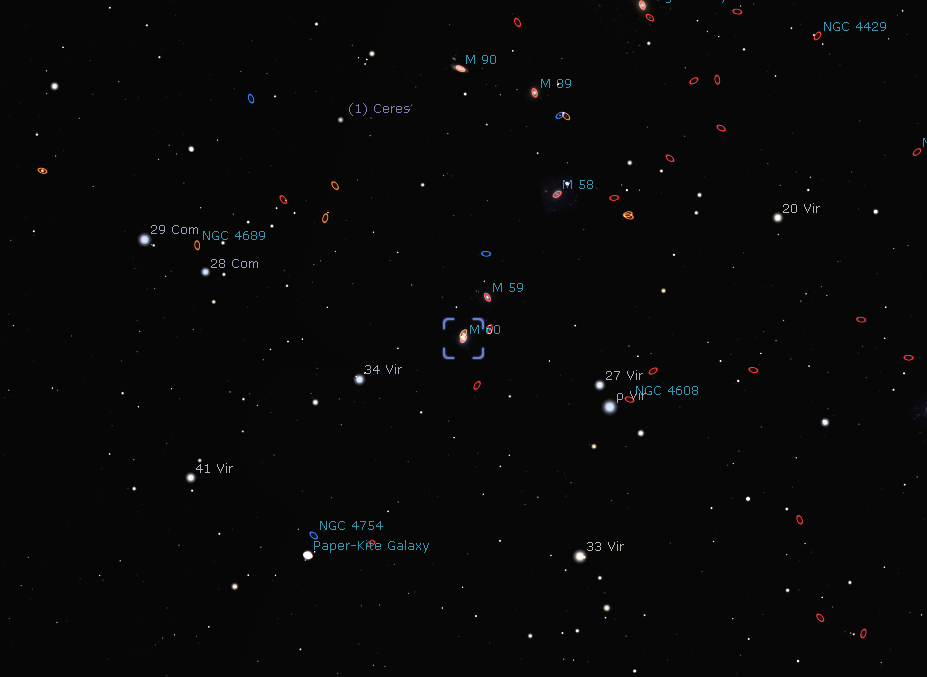 NGC 4429
M 90
M 89
(1) Ceres
M 58
20 Vir
29 Com
NGC 4689
28 Com
M 59
M 60
34 Vir
27 Vir
NGC 4608
ρ Vir
41 Vir
NGC 4754
Paper-Kite Galaxy
33 Vir